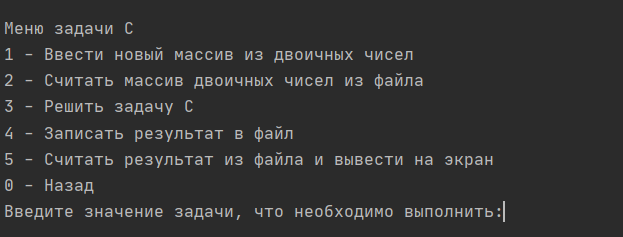 Меню задачи С
1 – Ввести новый массив из двоичных чисел
2 – Считать массив двоичных чисел из файла
3 – Решить задачу С
4 – Записать результат в файл
5 – Считать результат из файла и вывести на экран
0 – Назад
Введите значение задачи, что необходимо выполнить: